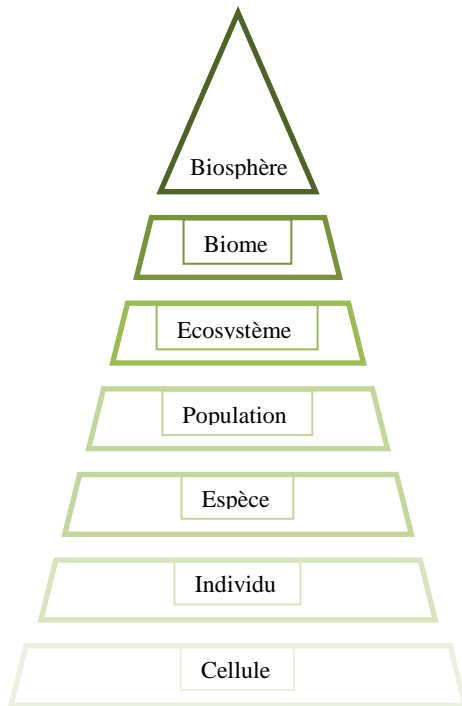 Biosphère
Biome
Ecosystème
Population
Espèce
Individu
Cellule